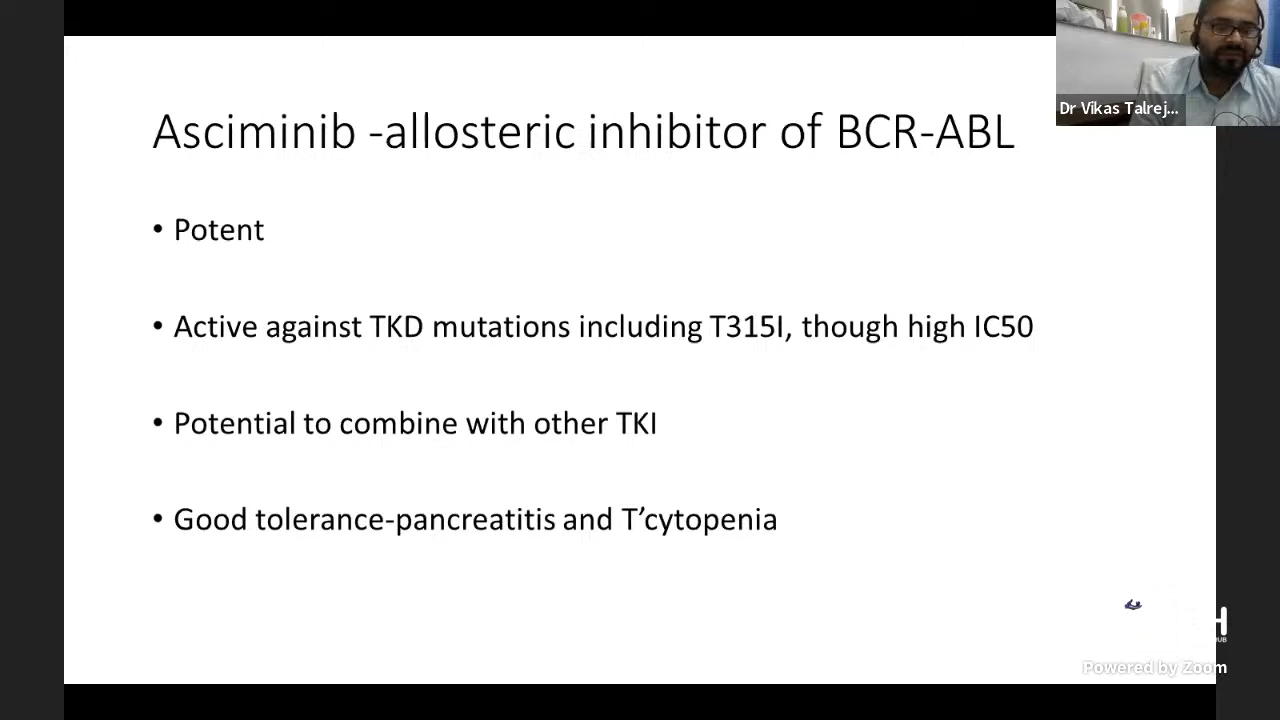 Dr Vikas Talrej...
Asciminib -allosteric inhibitor of BCR-ABL
• Potent
• Active against TKD mutations including T315I, though high IC50
• Potential to combine with other TKI
• Good tolerance-pancreatitis and T’cytopenia
H
UB
Powered by Zoom